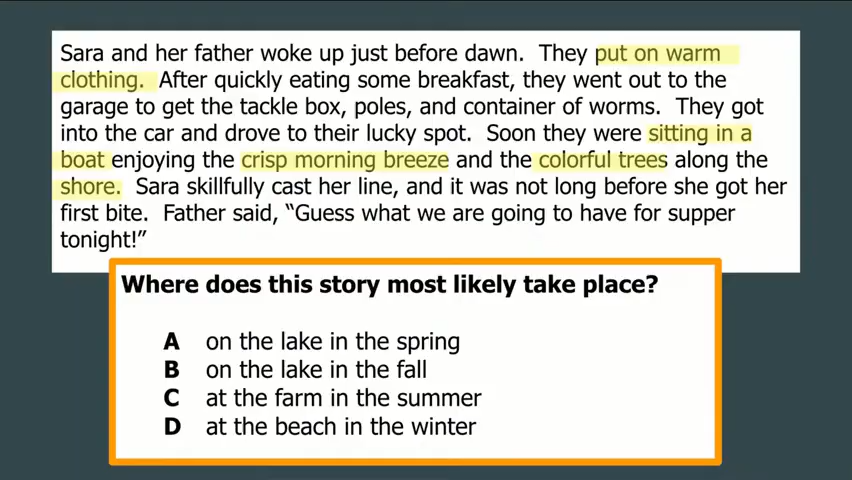 Sara and her father woke up just before dawn. They put on warm
clothing. After quickly eating some breakfast, they went out to the
garage to get the tackle box, poles, and container of worms. They got
into the car and drove to their lucky spot. Soon they were sitting in a
boat enjoying the crisp morning breeze and the colorful trees along the
shore. Sara skillfully cast her line, and it was not long before she got her
first bite. Father said, “Guess what we are going to have for supper
tonight!”
Where does this story most likely take place?
A on the lake in the spring
B on the lake in the fall
C at the farm in the summer
D at the beach in the winter